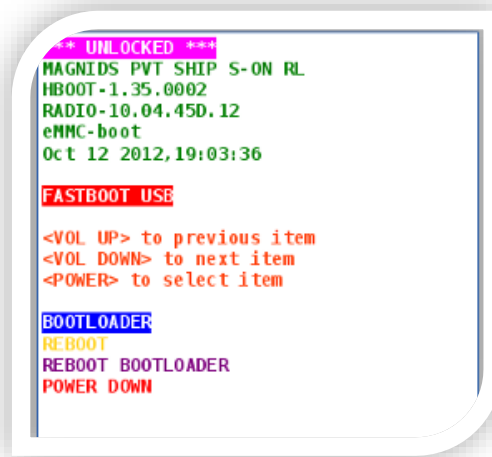 *** UNLOCKED ***
MAGNIDS PVT SHIP S-ON RL
HBOOT-1.35.0002
RADIO-10.04.45D.12
eMMC-boot
Oct 12 2012,19:03:36
FASTBOOT USB
<VOL UP> to previous item
<VOL DOWN> to next item
<POWER> to select item
BOOTLOADER
REBOOT
REBOOT BOOTLOADER
POWER DOWN